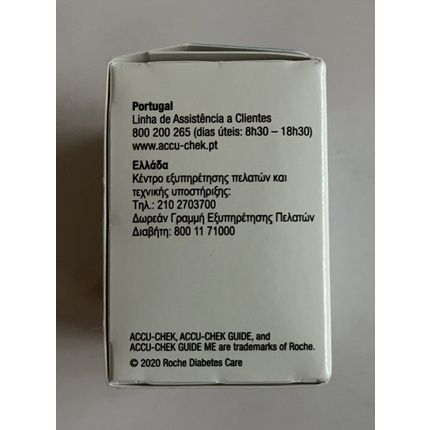 Portugal
Linha de Assistência a Clientes
800 200 265 (dias úteis: 8h30 – 18h30)
www.accu-chek.pt
Ελλάδα
Κέντρο εξυπηρέτησης πελατών και
τεχνικής υποστήριξης:
Τηλ.: 210 2703700
Δωρεάν Γραμμή Εξυπηρέτησης Πελατών
Διαβήτη: 800 11 71000
ACCU-CHEK, ACCU-CHEK GUIDE, and
ACCU-CHEK GUIDE ME are trademarks of Roche.
© 2020 Roche Diabetes Care